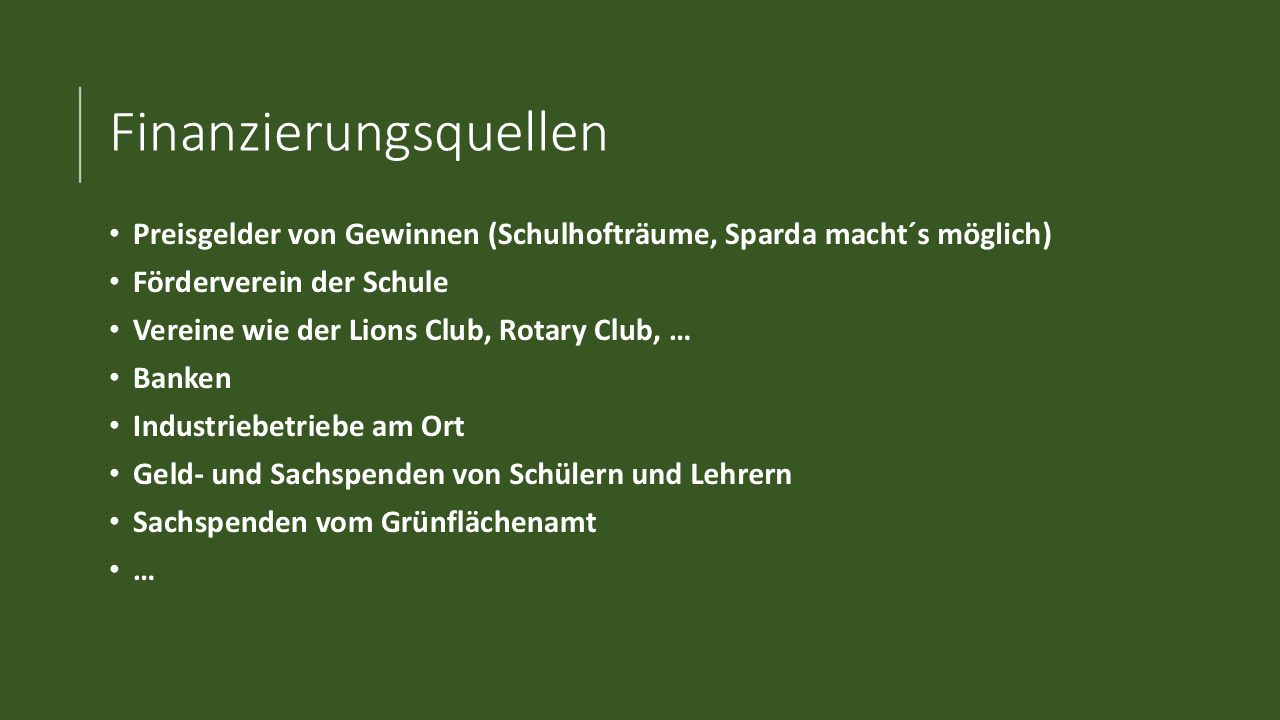 Finanzierungsquellen
• Preisgelder von Gewinnen (Schulhofträume, Sparda macht´s möglich)
• Förderverein der Schule
• Vereine wie der Lions Club, Rotary Club, …
• Banken
• Industriebetriebe am Ort
• Geld- und Sachspenden von Schülern und Lehrern
• Sachspenden vom Grünflächenamt
• …